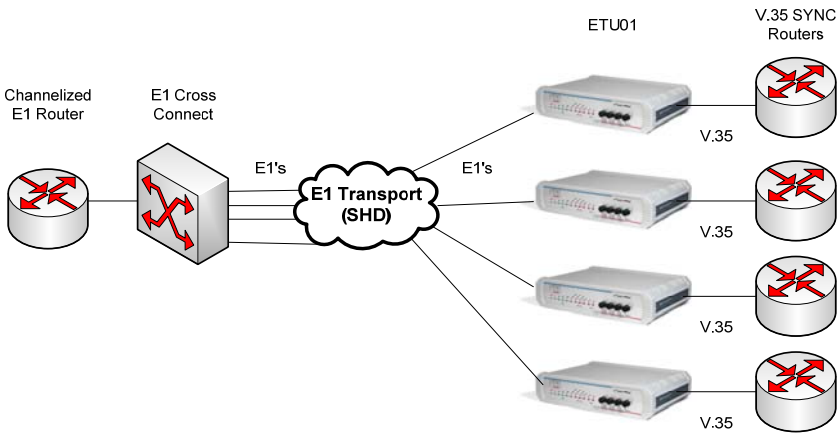 ETU01
V.35 SYNC
Routers
Channelized
E1 Router
E1 Cross
Connect
E1's
E1 Transport
(SHD)
E1's
V.35
V.35
V.35
V.35